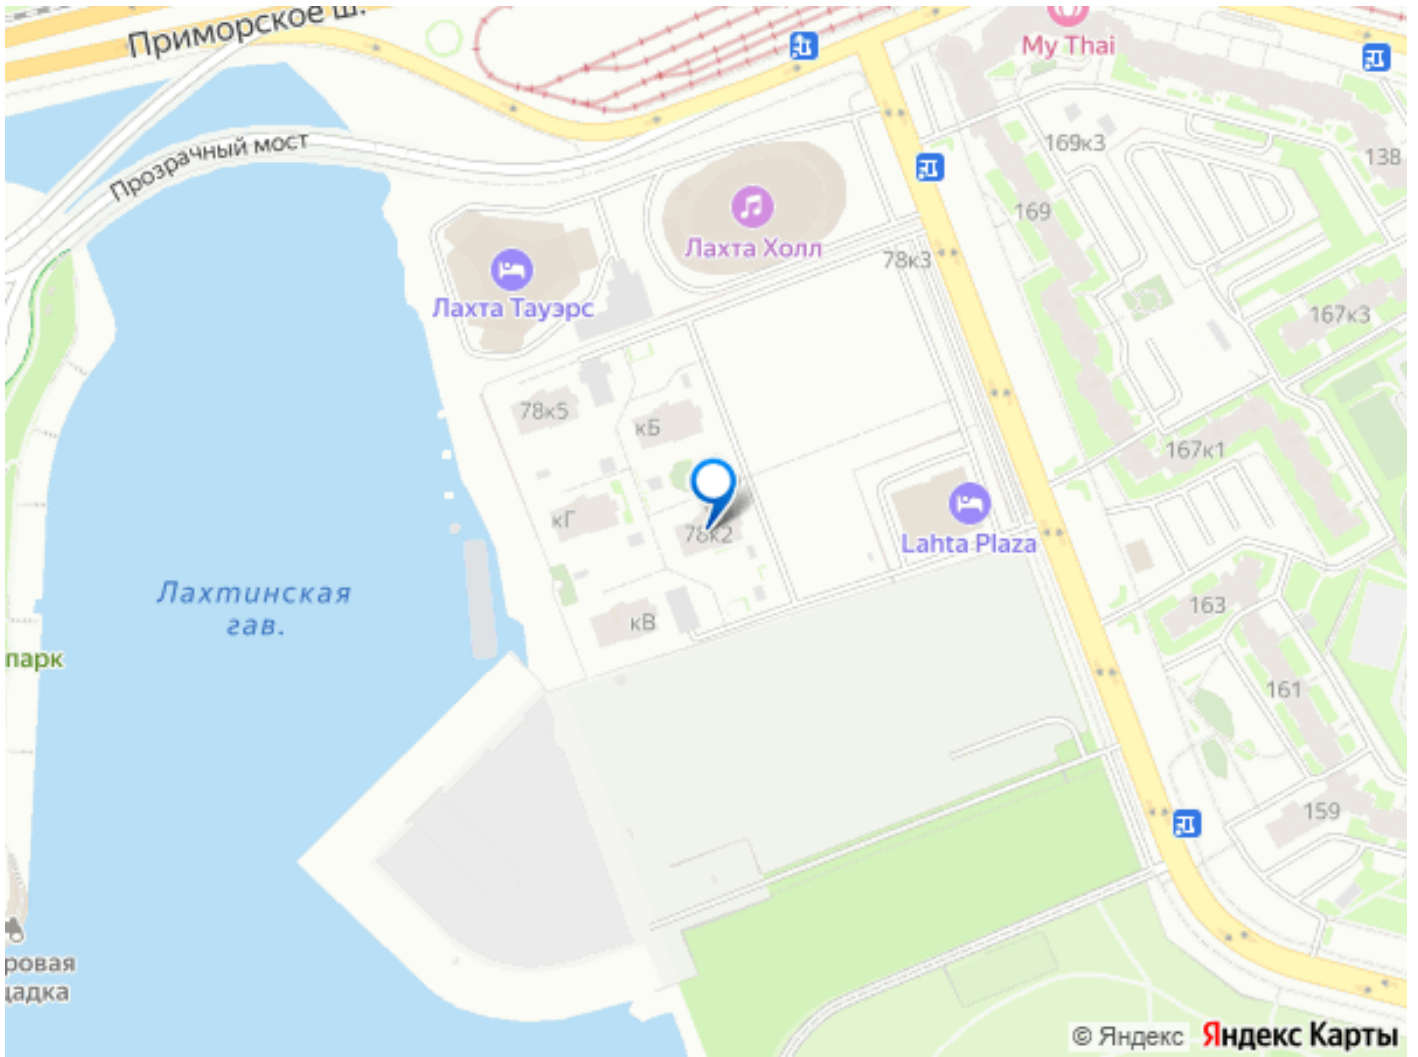 Приморское ш.
My Thai
Прозрачный мост
169к3
138
169
Лахта Холл
78к3
Лахта Тауэрс
167к3
78к5
кБ
167к1
кГ
78к2
Lahta Plaza
Лахтинская
гав.
163
кВ
парк
161
159
ровая
щадка
© Яндекс
Яндекс Карты